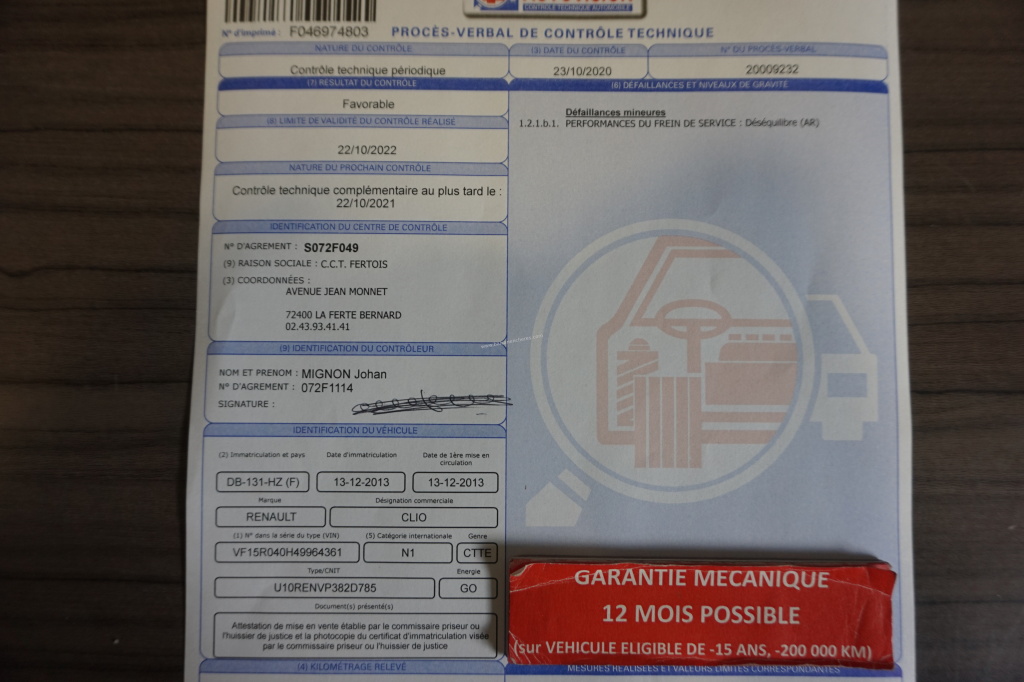 AUTOVISION
CONTRÔLE TECHNIQUE AUTOMOBILE
N° d'imprimé : F046974803
PROCÈS-VERBAL DE CONTRÔLE TECHNIQUE
NATURE DU CONTRÔLE
(3) DATE DU CONTRÔLE
N° DU PROCÈS-VERBAL
Contrôle technique périodique
23/10/2020
20009232
(7) RÉSULTAT DU CONTRÔLE
Favorable
(8) LIMITE DE VALIDITÉ DU CONTRÔLE RÉALISÉ
22/10/2022
NATURE DU PROCHAIN CONTRÔLE
Contrôle technique complémentaire au plus tard le :
22/10/2021
IDENTIFICATION DU CENTRE DE CONTRÔLE
N° D'AGREMENT : S072F049
(9) RAISON SOCIALE : C.C.T. FERTOIS
(3) COORDONNÉES :
AVENUE JEAN MONNET
72400 LA FERTE BERNARD
02.43.93.41.41
(9) IDENTIFICATION DU CONTRÔLEUR
NOM ET PRENOM : MIGNON Johan
N° D'AGREMENT : 072F1114
SIGNATURE :
IDENTIFICATION DU VÉHICULE
(2) Immatriculation et pays
Date d'immatriculation
Date de 1ère mise en
circulation
DB-131-HZ (F)
13-12-2013
13-12-2013
Marque
Désignation commerciale
RENAULT
CLIO
(1) N° dans la série du type (VIN)
(5) Catégorie internationale
Genre
VF15R040H49964361
N1
CTTE
Type/CNIT
Energie
U10RENVP382D785
GO
Document(s) présenté(s)
Attestation de mise en vente établie par le commissaire priseur ou
l'huissier de justice et la photocopie du certificat d'immatriculation visée
par le commissaire priseur ou l'huissier de justice
(4) KILOMÉTRAGE RELEVÉ
(6) DÉFAILLANCES ET NIVEAUX DE GRAVITÉ
Défaillances mineures
1.2.1.b.1. PERFORMANCES DU FREIN DE SERVICE : Déséquilibre (AR)
GARANTIE MECANIQUE
12 MOIS POSSIBLE
(sur VEHICULE ELIGIBLE DE -15 ANS, -200 000 KM)
MESURES RÉALISÉES ET VALEURS LIMITES CORRESPONDANTES